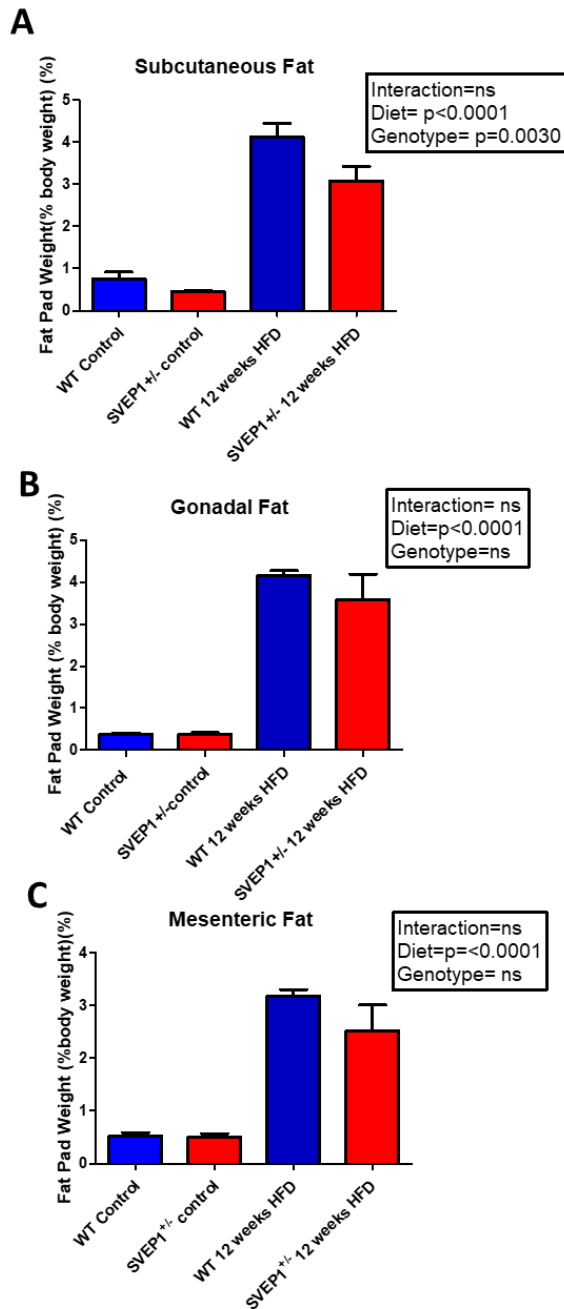 A
Subcutaneous Fat
Interaction=ns
Diet= p<0.0001
Genotype= p=0.0030
Fat Pad Weight(% body weight) (%)
5
4
3
2
1
0
WT Control
SVEP1+/- control
WT 12 weeks HFD
SVEP1+/- 12 weeks HFD
B
Gonadal Fat
Interaction= ns
Diet=p<0.0001
Genotype=ns
Fat Pad Weight (% body weight) (%)
5
4
3
2
1
0
WT Control
SVEP1+/-control
WT 12 weeks HFD
SVEP1+/- 12 weeks HFD
C
Mesenteric Fat
Interaction=ns
Diet=p=<0.0001
Genotype= ns
Fat Pad Weight (%body weight)(%)
4
3
2
1
0
WT Control
SVEP1+/- control
WT 12 weeks HFD
SVEP1+/- 12 weeks HFD